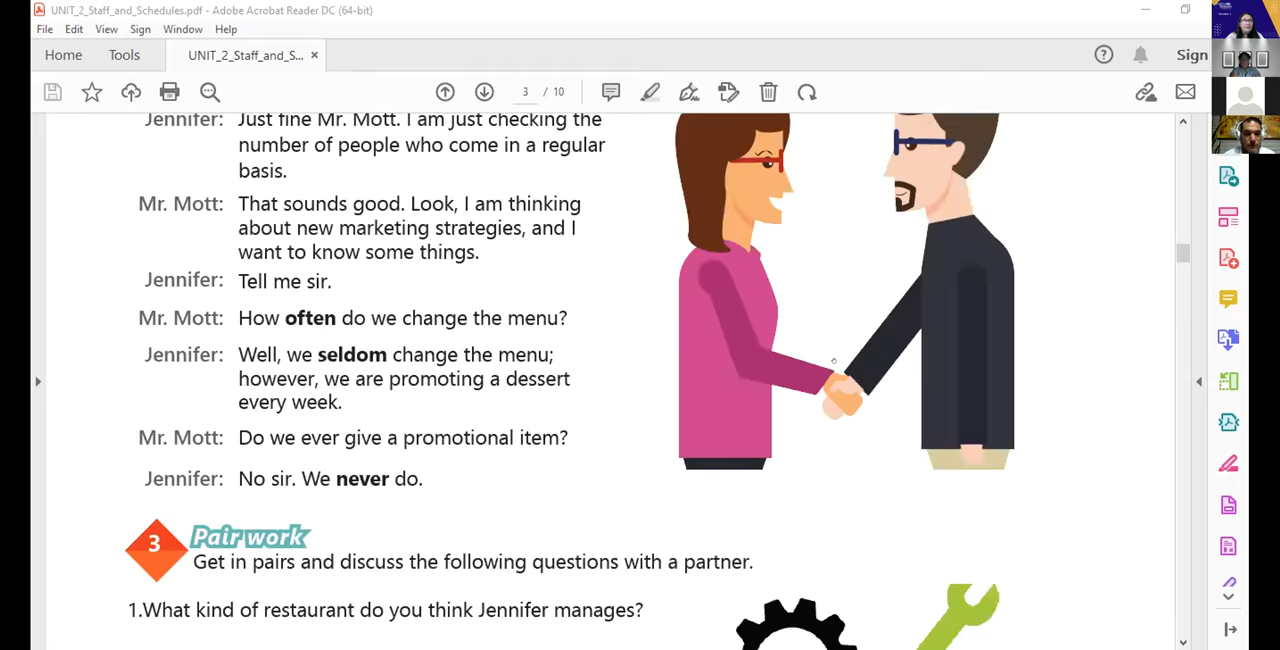 UNIT_2_Staff_and_Schedules.pdf - Adobe Acrobat Reader DC (64-bit)
File Edit View Sign Window Help
Home Tools UNIT_2_Staff_and_S... × Sign
3 / 10
Jennifer: Just fine Mr. Mott. I am just checking the
number of people who come in a regular
basis.
Mr. Mott: That sounds good. Look, I am thinking
about new marketing strategies, and I
want to know some things.
Jennifer: Tell me sir.
Mr. Mott: How often do we change the menu?
Jennifer: Well, we seldom change the menu;
however, we are promoting a dessert
every week.
Mr. Mott: Do we ever give a promotional item?
Jennifer: No sir. We never do.
3 Pair work
Get in pairs and discuss the following questions with a partner.
1.What kind of restaurant do you think Jennifer manages?